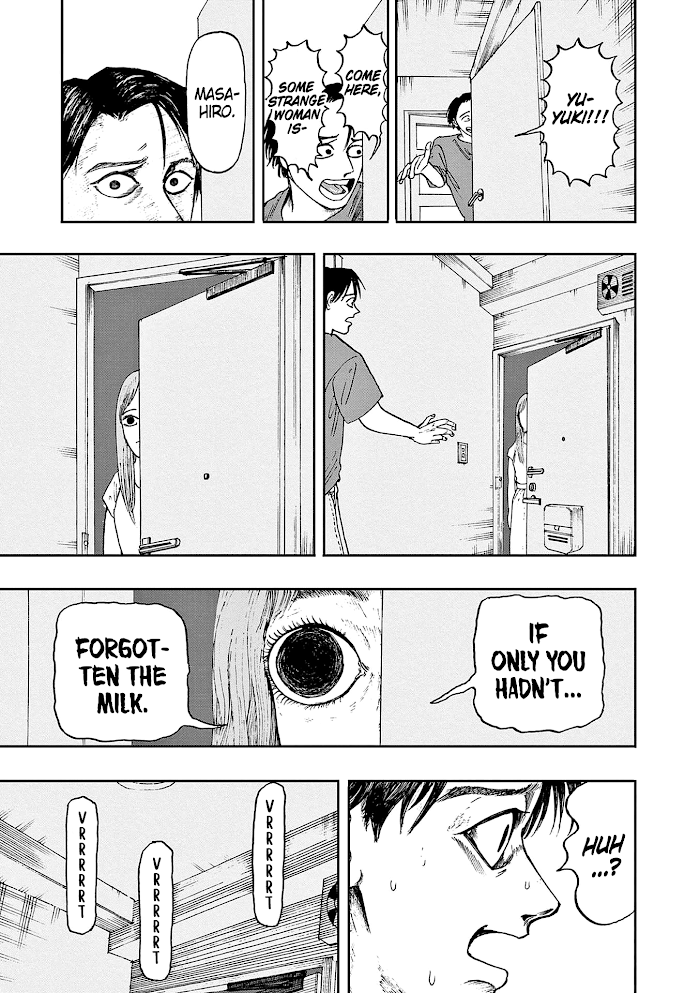 YU-
YUKI!!!
COME
HERE,
SOME
STRANGE
WOMAN
IS-
MASA-
HIRO.
IF
ONLY YOU
HADN'T...
FORGOT-
TEN THE
MILK.
HUH
...?
VRRRRRT
VRRRRRT
VRRRRRT